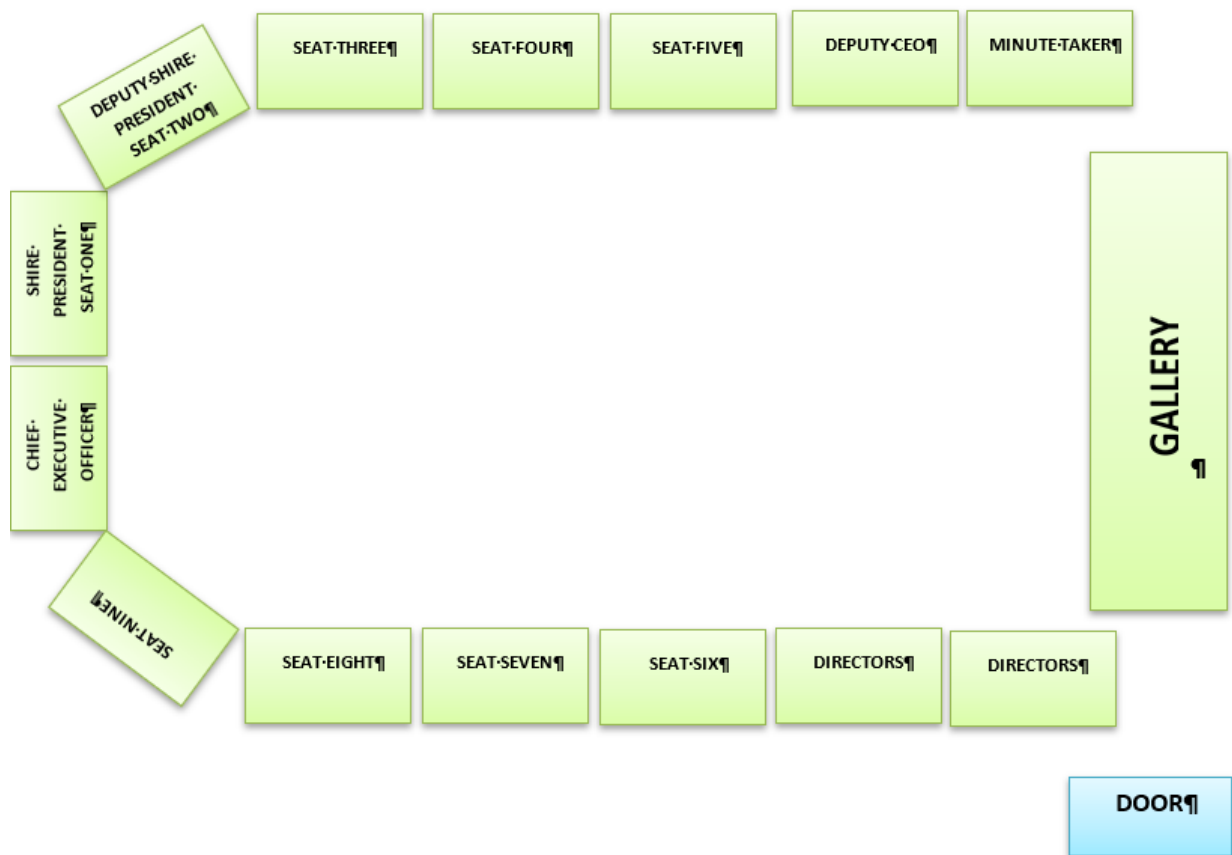 SEAT·THREE¶
SEAT·FOUR¶
SEAT·FIVE¶
DEPUTY·CEO¶
MINUTE·TAKER¶
DEPUTY·SHIRE·
PRESIDENT·
SEAT·TWO¶
SHIRE·
PRESIDENT·
SEAT·ONE¶
GALLERY
¶
CHIEF·
EXECUTIVE·
OFFICER¶
SEAT·NINE¶
SEAT·EIGHT¶
SEAT·SEVEN¶
SEAT·SIX¶
DIRECTORS¶
DIRECTORS¶
DOOR¶